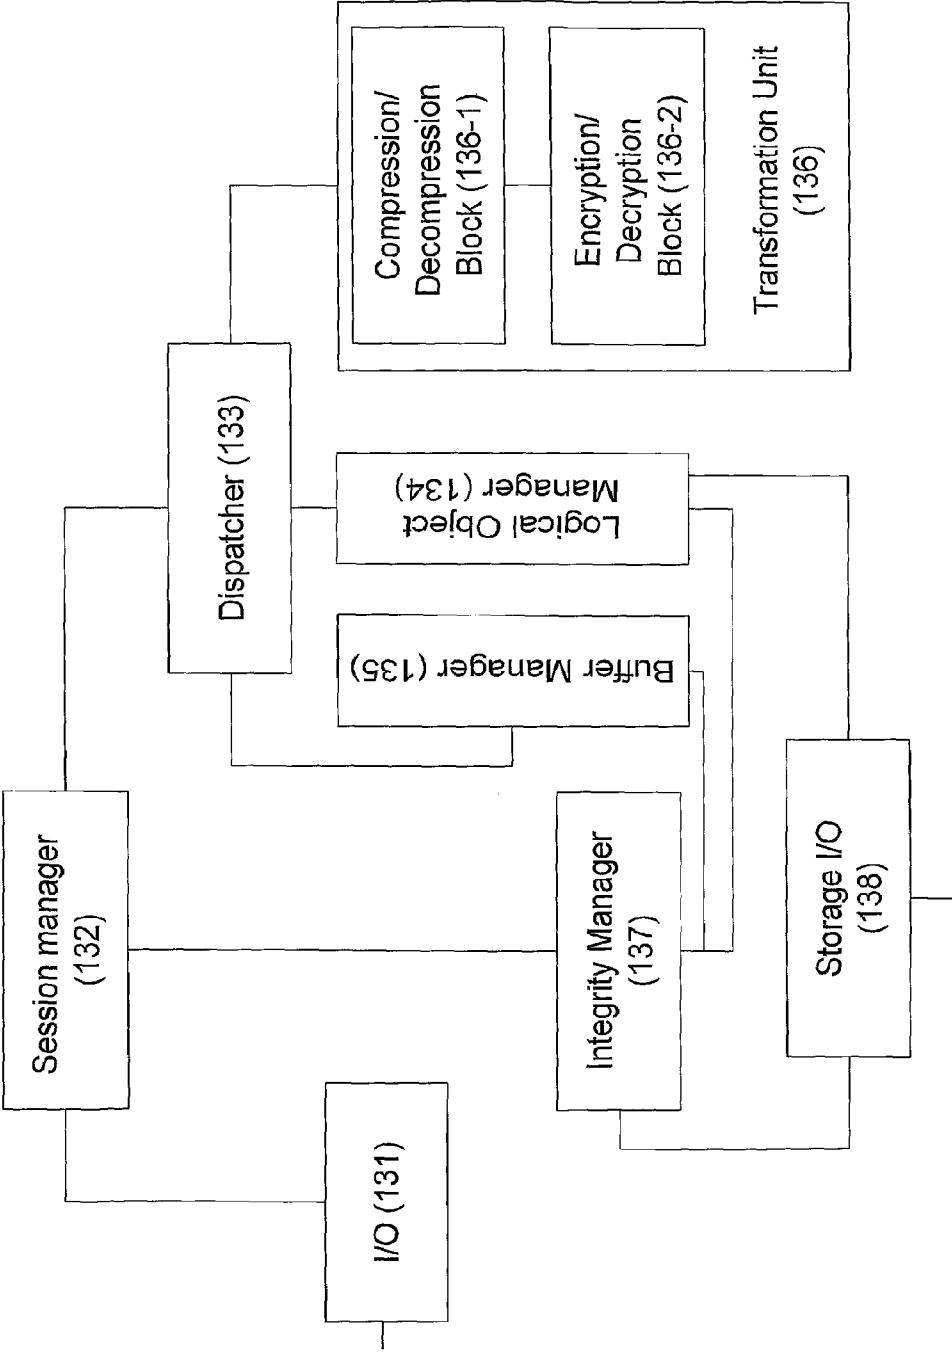 Session manager
(132)
I/O (131)
Dispatcher (133)
Buffer Manager (135)
Logical Object
Manager (134)
Compression/
Decompression
Block (136-1)
Encryption/
Decryption
Block (136-2)
Transformation Unit
(136)
Integrity Manager
(137)
Storage I/O
(138)